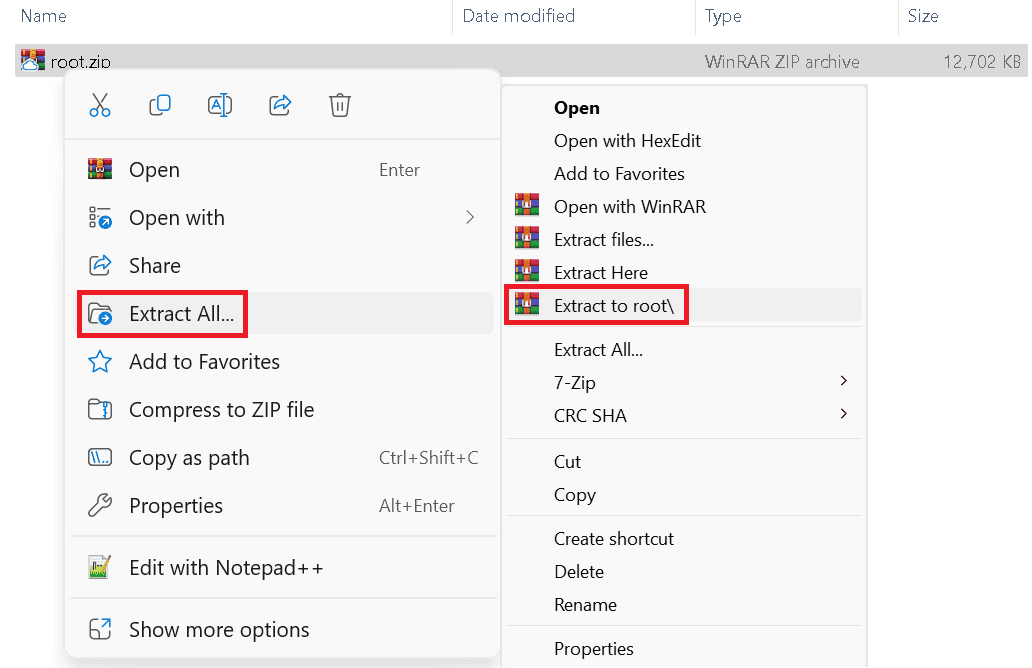 Name Date modified Type Size
root.zip WinRAR ZIP archive 12,702 KB
Open Enter
Open with
Share
Extract All...
Add to Favorites
Compress to ZIP file
Copy as path Ctrl+Shift+C
Properties Alt+Enter
Edit with Notepad++
Show more options
Open
Open with HexEdit
Add to Favorites
Open with WinRAR
Extract files...
Extract Here
Extract to root\
Extract All...
7-Zip
CRC SHA
Cut
Copy
Create shortcut
Delete
Rename
Properties